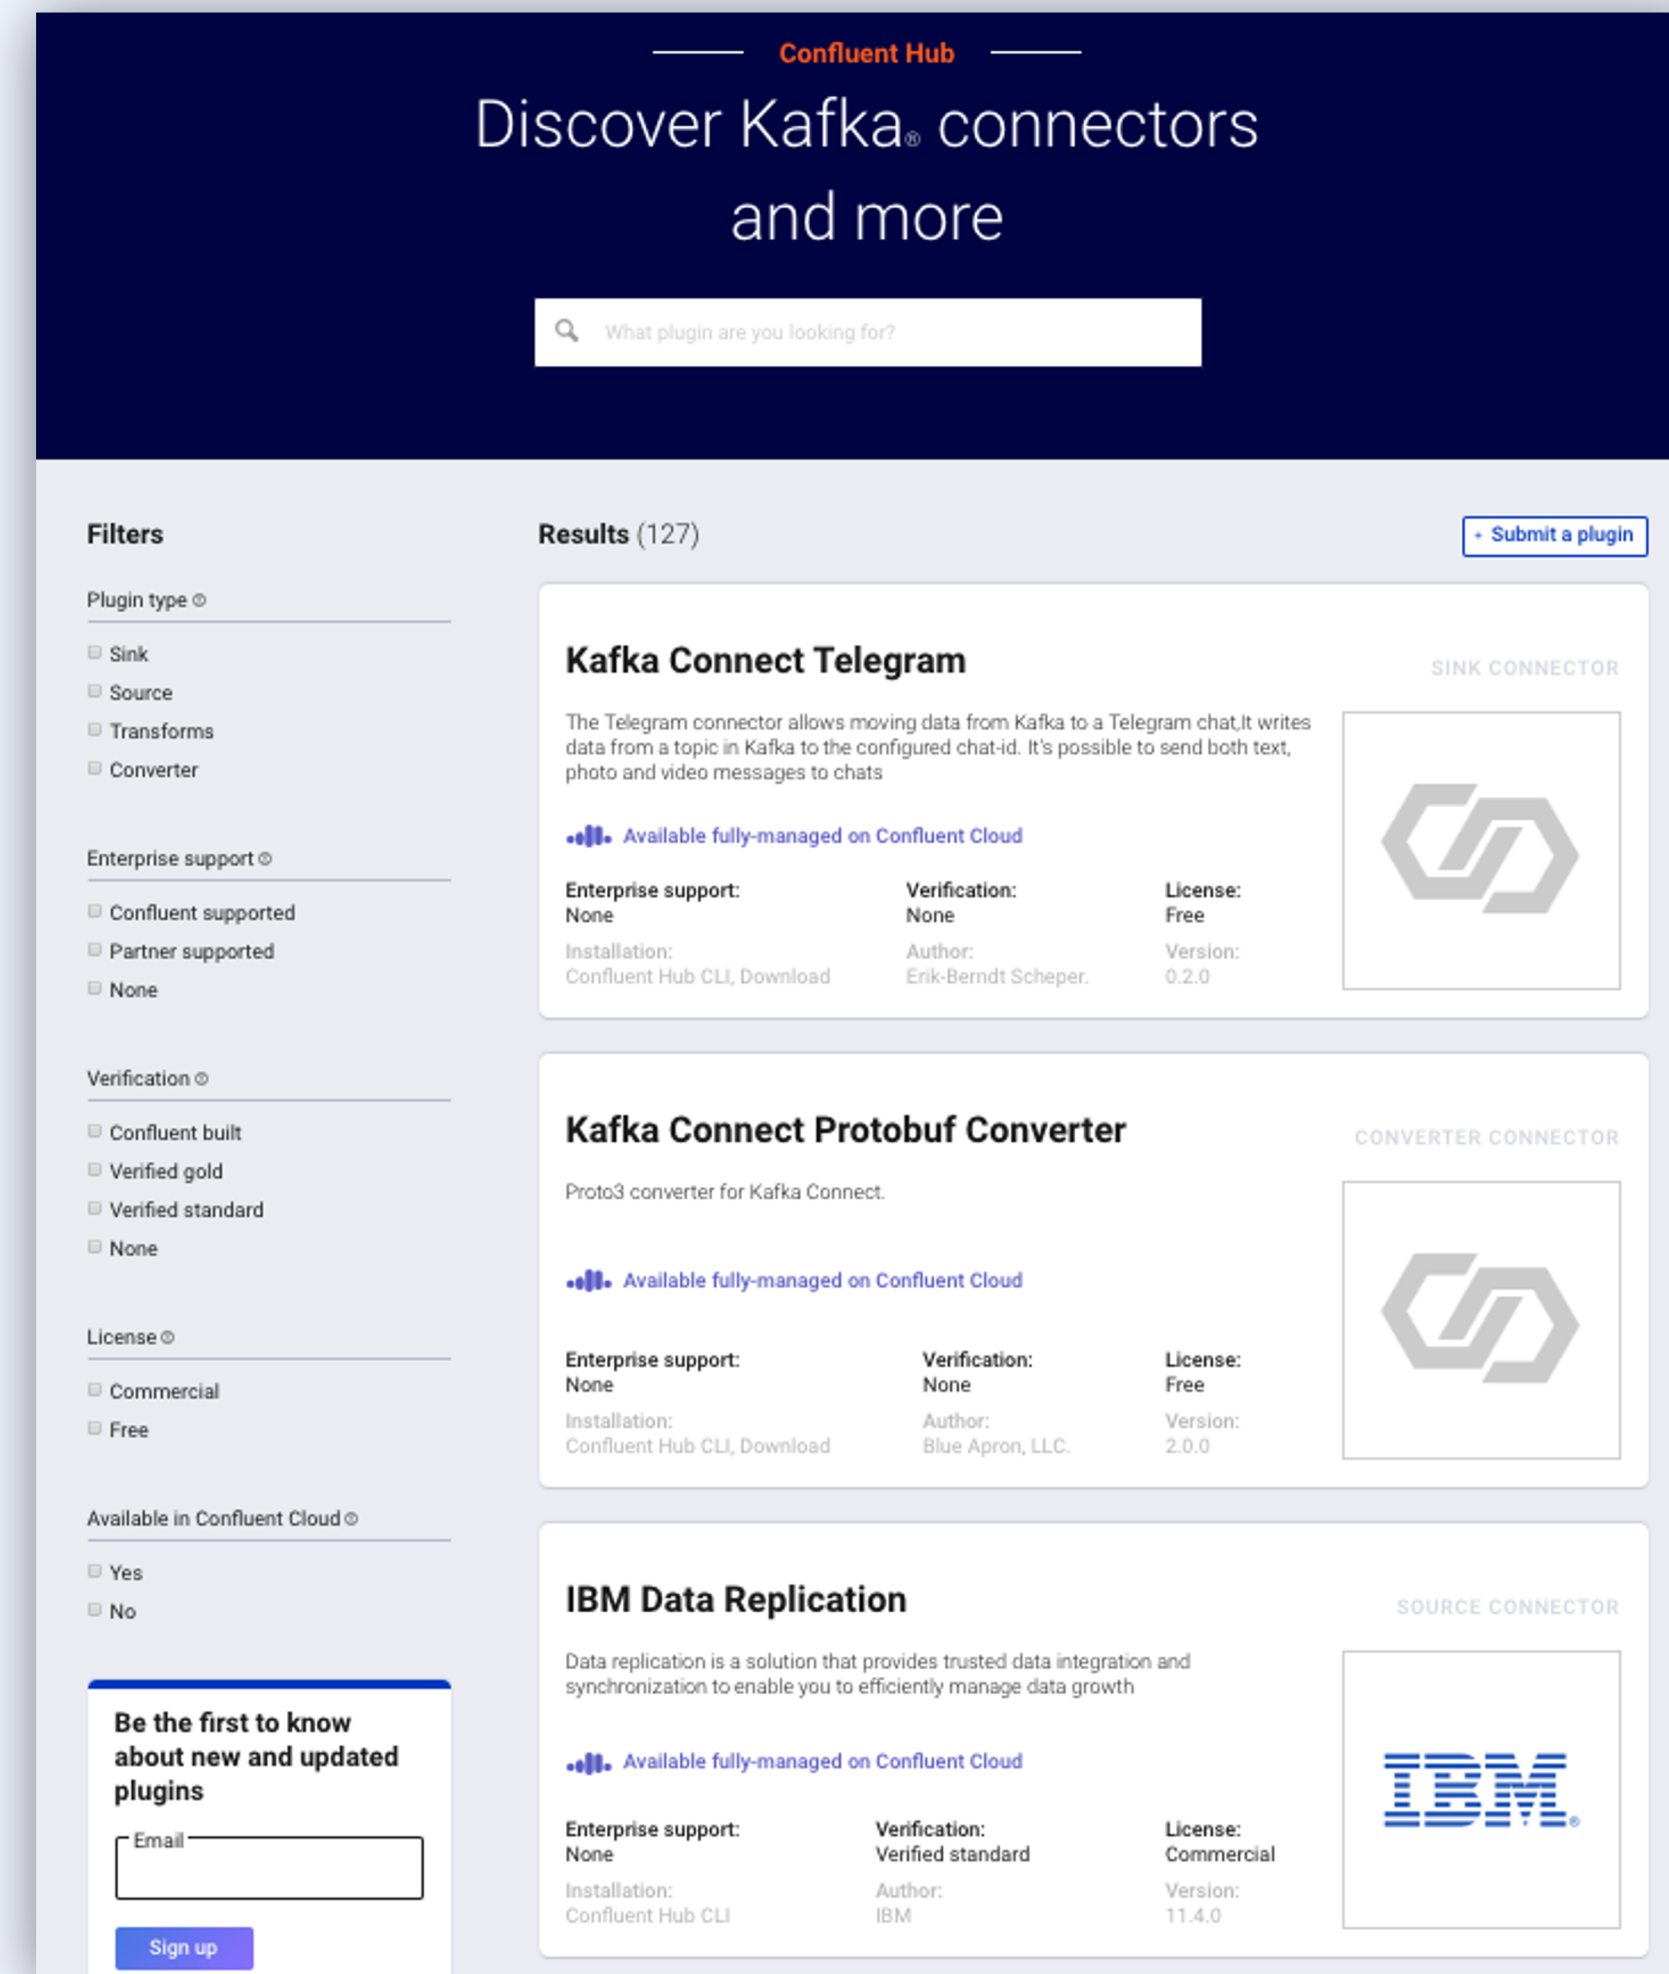 Confluent Hub
Discover Kafka® connectors
and more
What plugin are you looking for?
Filters
Plugin type
Sink
Source
Transforms
Converter
Enterprise support
Confluent supported
Partner supported
None
Verification
Confluent built
Verified gold
Verified standard
None
License
Commercial
Free
Available in Confluent Cloud
Yes
No
Be the first to know
about new and updated
plugins
Email
Sign up
Results (127)
+ Submit a plugin
Kafka Connect Telegram
SINK CONNECTOR
The Telegram connector allows moving data from Kafka to a Telegram chat,It writes
data from a topic in Kafka to the configured chat-id. It's possible to send both text,
photo and video messages to chats
Available fully-managed on Confluent Cloud
Enterprise support: Verification: License:
None None Free
Installation: Author: Version:
Confluent Hub CLI, Download Erik-Berndt Scheper. 0.2.0
Kafka Connect Protobuf Converter
CONVERTER CONNECTOR
Proto3 converter for Kafka Connect.
Available fully-managed on Confluent Cloud
Enterprise support: Verification: License:
None None Free
Installation: Author: Version:
Confluent Hub CLI, Download Blue Apron, LLC. 2.0.0
IBM Data Replication
SOURCE CONNECTOR
Data replication is a solution that provides trusted data integration and
synchronization to enable you to efficiently manage data growth
IBM®
Available fully-managed on Confluent Cloud
Enterprise support: Verification: License:
None Verified standard Commercial
Installation: Author: Version:
Confluent Hub CLI IBM 11.4.0